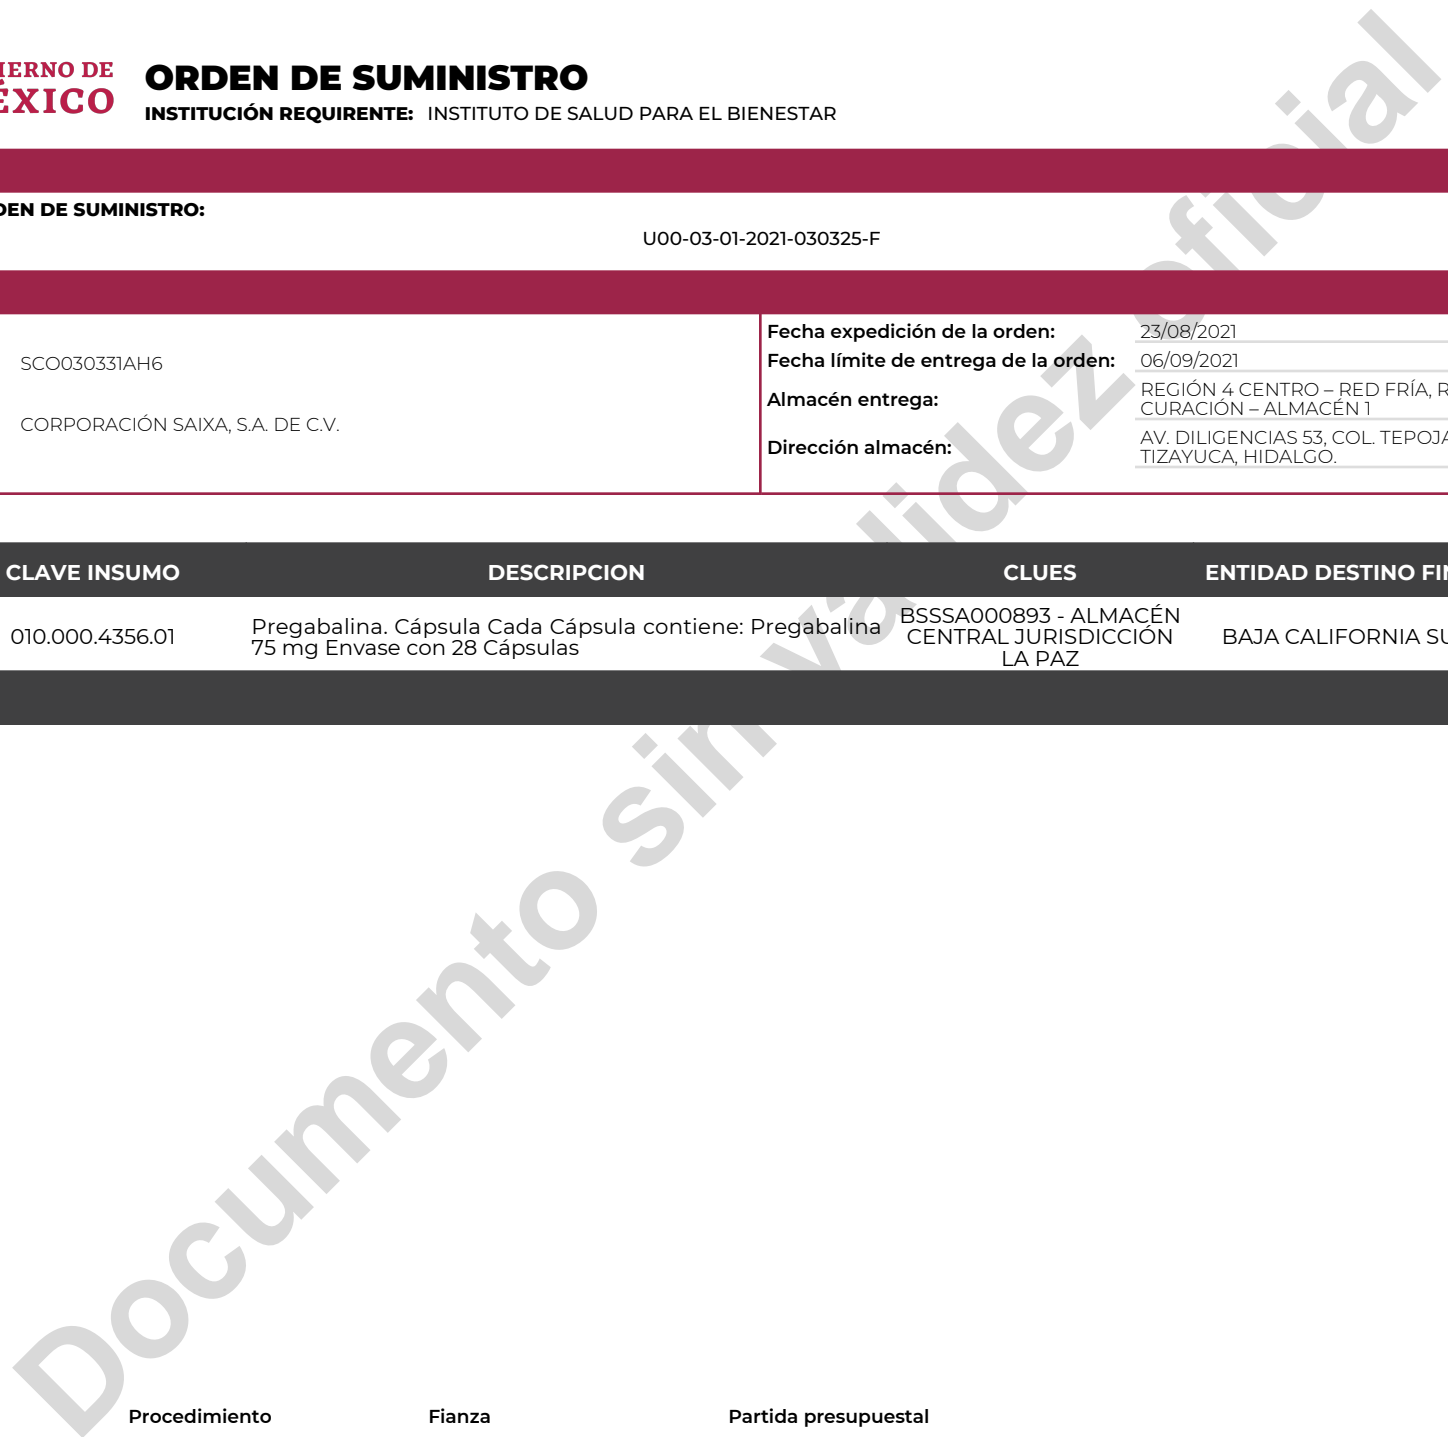 IERNO DE
ÉXICO
ORDEN DE SUMINISTRO
INSTITUCIÓN REQUIRENTE: INSTITUTO DE SALUD PARA EL BIENESTAR
DEN DE SUMINISTRO:
U00-03-01-2021-030325-F
SCO030331AH6
CORPORACIÓN SAIXA, S.A. DE C.V.
Fecha expedición de la orden: 23/08/2021
Fecha límite de entrega de la orden: 06/09/2021
Almacén entrega: REGIÓN 4 CENTRO – RED FRÍA, R
CURACIÓN – ALMACÉN 1
Dirección almacén: AV. DILIGENCIAS 53, COL. TEPOJA
TIZAYUCA, HIDALGO.
CLAVE INSUMO DESCRIPCION CLUES ENTIDAD DESTINO FIN
010.000.4356.01
Pregabalina. Cápsula Cada Cápsula contiene: Pregabalina
75 mg Envase con 28 Cápsulas
BSSSA000893 - ALMACÉN
CENTRAL JURISDICCIÓN
LA PAZ
BAJA CALIFORNIA SU
Documento sin validez oficial
Procedimiento Fianza Partida presupuestal